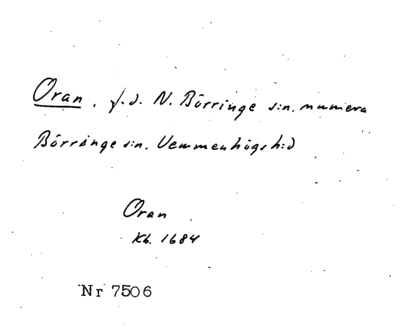 Oran. f.d. N. Börringe s:n. numera
Börringe s:n. Vemmenhögs h:d
Oran
Kb. 1684
Nr 7506